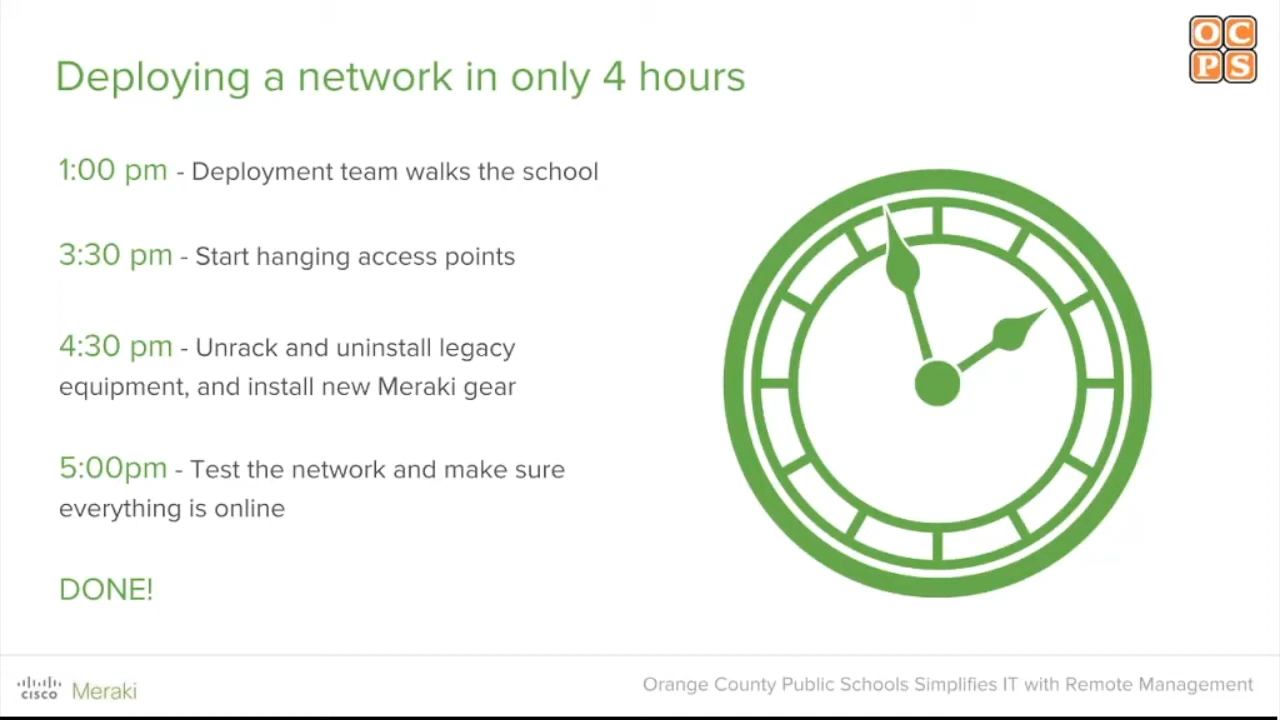 OC
PS
Deploying a network in only 4 hours
1:00 pm - Deployment team walks the school
3:30 pm - Start hanging access points
4:30 pm - Unrack and uninstall legacy
equipment, and install new Meraki gear
5:00pm - Test the network and make sure
everything is online
DONE!
CISCO Meraki
Orange County Public Schools Simplifies IT with Remote Management